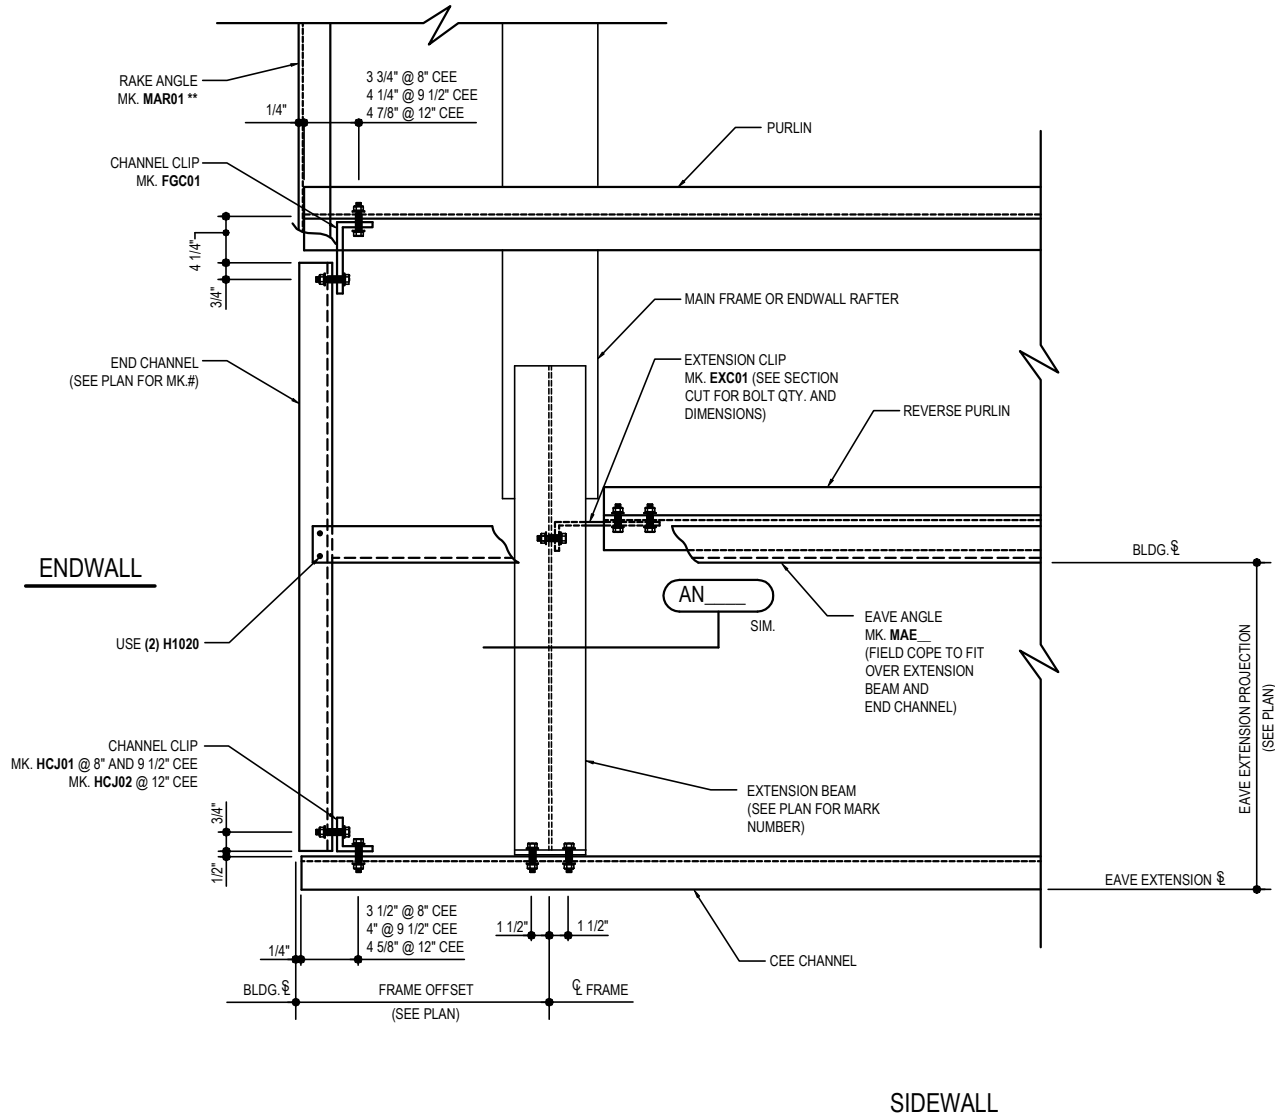 RAKE ANGLE
MK. MAR01 **
3 3/4" @ 8" CEE
4 1/4" @ 9 1/2" CEE
4 7/8" @ 12" CEE
1/4"
PURLIN
CHANNEL CLIP
MK. FGC01
4 1/4"
3/4"
MAIN FRAME OR ENDWALL RAFTER
END CHANNEL
(SEE PLAN FOR MK.#)
EXTENSION CLIP
MK. EXC01 (SEE SECTION
CUT FOR BOLT QTY. AND
DIMENSIONS)
REVERSE PURLIN
ENDWALL
BLDG. SL
AN____
SIM.
EAVE ANGLE
MK. MAE__
(FIELD COPE TO FIT
OVER EXTENSION
BEAM AND
END CHANNEL)
USE (2) H1020
EAVE EXTENSION PROJECTION
(SEE PLAN)
CHANNEL CLIP
MK. HCJ01 @ 8" AND 9 1/2" CEE
MK. HCJ02 @ 12" CEE
3/4"
1/2"
EXTENSION BEAM
(SEE PLAN FOR MARK
NUMBER)
EAVE EXTENSION SL
3 1/2" @ 8" CEE
4" @ 9 1/2" CEE
4 5/8" @ 12" CEE
1/4"
1 1/2"
1 1/2"
CEE CHANNEL
BLDG. SL
FRAME OFFSET
(SEE PLAN)
CL FRAME
SIDEWALL